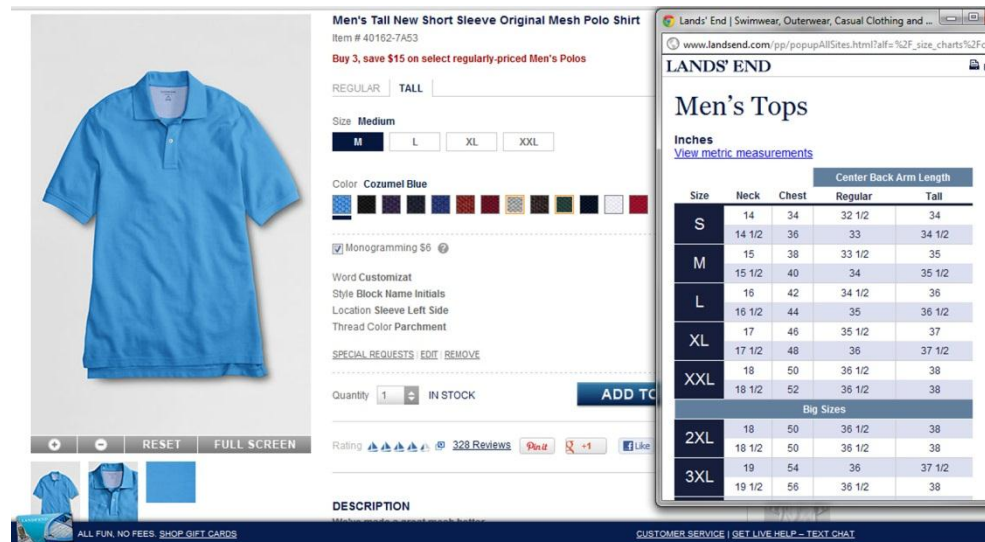 Men's Tall New Short Sleeve Original Mesh Polo Shirt
Item # 40162-7A53
Buy 3, save $15 on select regularly-priced Men's Polos
REGULAR TALL
Size Medium
M L XL XXL
Color Cozumel Blue
Monogramming $6 ?
Word Customizat
Style Block Name Initials
Location Sleeve Left Side
Thread Color Parchment
SPECIAL REQUESTS | EDIT | REMOVE
Quantity 1 IN STOCK
ADD TO
Rating 328 Reviews Pin it g +1 f Like
DESCRIPTION
We've made a great mesh better
RESET FULL SCREEN
ALL FUN, NO FEES. SHOP GIFT CARDS
CUSTOMER SERVICE | GET LIVE HELP – TEXT CHAT
Lands' End | Swimwear, Outerwear, Casual Clothing and ...
www.landsend.com/pp/popupAllSites.html?alf=%2F_size_charts%2Fc
LANDS' END
Men's Tops
Inches
View metric measurements
Center Back Arm Length
Size Neck Chest Regular Tall
S 14 34 32 1/2 34
14 1/2 36 33 34 1/2
M 15 38 33 1/2 35
15 1/2 40 34 35 1/2
L 16 42 34 1/2 36
16 1/2 44 35 36 1/2
XL 17 46 35 1/2 37
17 1/2 48 36 37 1/2
XXL 18 50 36 1/2 38
18 1/2 52 36 1/2 38
Big Sizes
2XL 18 50 36 1/2 38
18 1/2 50 36 1/2 38
3XL 19 54 36 37 1/2
19 1/2 56 36 1/2 38